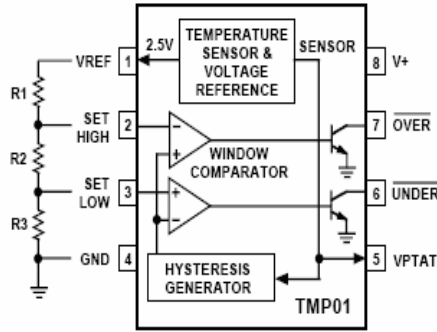 TEMPERATURE
SENSOR &
VOLTAGE
REFERENCE
2.5V
SENSOR
VREF
1
8
V+
R1
SET
HIGH
2
7
OVER
R2
WINDOW
COMPARATOR
SET
LOW
3
6
UNDER
R3
GND
4
5
VPTAT
HYSTERESIS
GENERATOR
TMP01
−
+
+
−